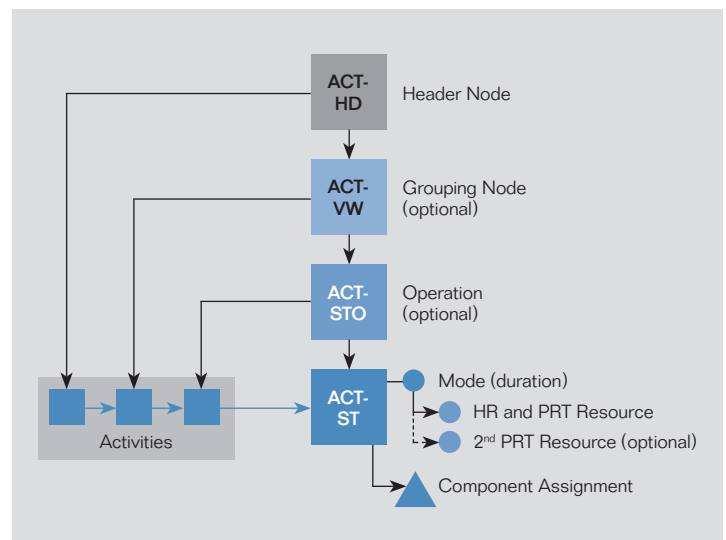 ACT-
HD
Header Node
ACT-
VW
Grouping Node
(optional)
ACT-
STO
Operation
(optional)
ACT-
ST
Mode (duration)
HR and PRT Resource
2nd PRT Resource (optional)
Activities
Component Assignment